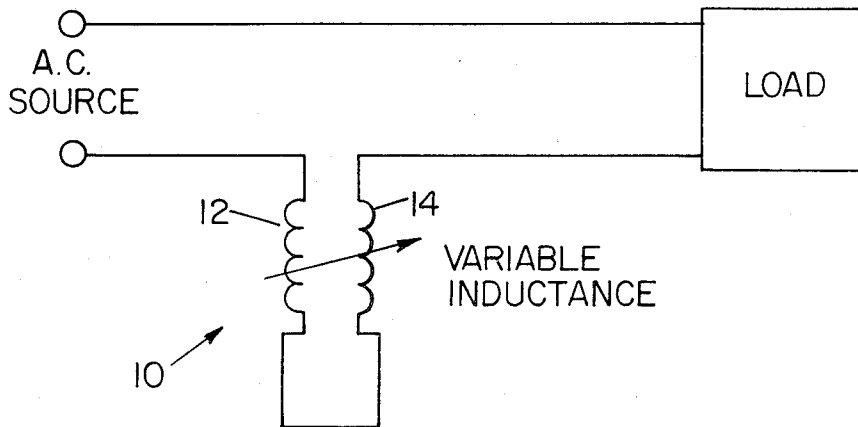 A.C.
SOURCE
LOAD
12
14
VARIABLE
INDUCTANCE
10